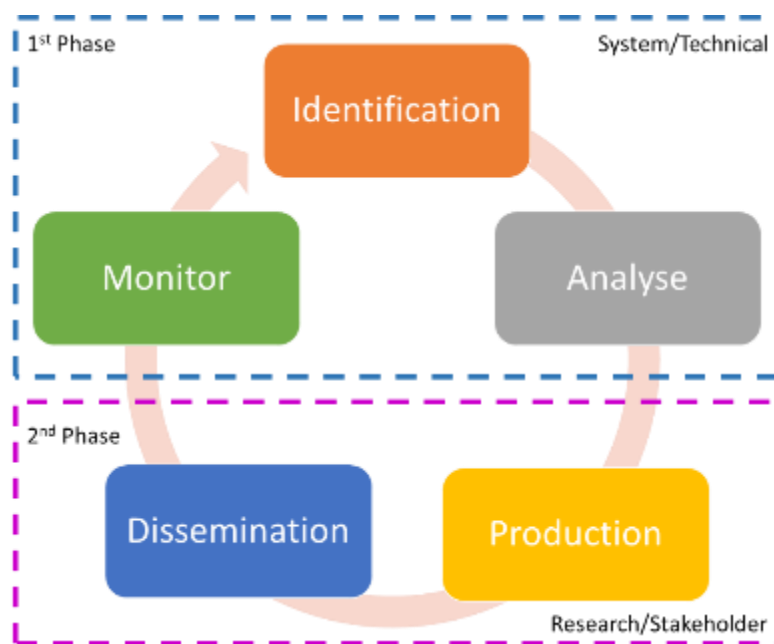 1st Phase
System/Technical
Identification
Monitor
Analyse
2nd Phase
Dissemination
Production
Research/Stakeholder